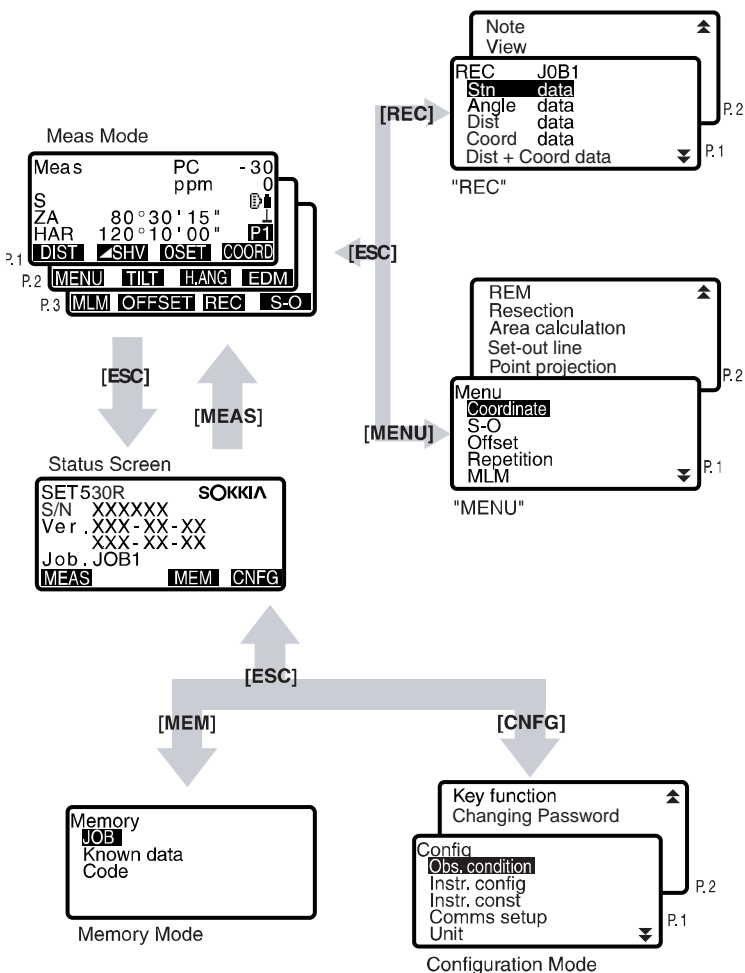 Note
View
REC J0B1
Stn data
Angle data
Dist data
Coord data
Dist + Coord data
P. 2
P. 1
"REC"
[REC]
Meas Mode
Meas PC -30
ppm 0
S
ZA 80°30'15"
HAR 120°10'00" P1
DIST ⊿SHV 0SET COORD
P.1
P. 2 MENU TILT H.ANG EDM
P. 3 MLM OFFSET REC S-O
[ESC]
REM
Resection
Area calculation
Set-out line
Point projection
P. 2
Menu
Coordinate
S-O
Offset
Repetition
MLM
P. 1
"MENU"
[MENU]
[ESC]
[MEAS]
Status Screen
SET530R SOKKIA
S/N XXXXXX
Ver. XXX-XX-XX
XXX-XX-XX
Job. JOB1
MEAS MEM CNFG
[ESC]
[MEM]
[CNFG]
Memory
JOB
Known data
Code
Memory Mode
Key function
Changing Password
Config
Obs. condition
Instr. config
Instr. const
Comms setup
Unit
P. 2
P. 1
Configuration Mode